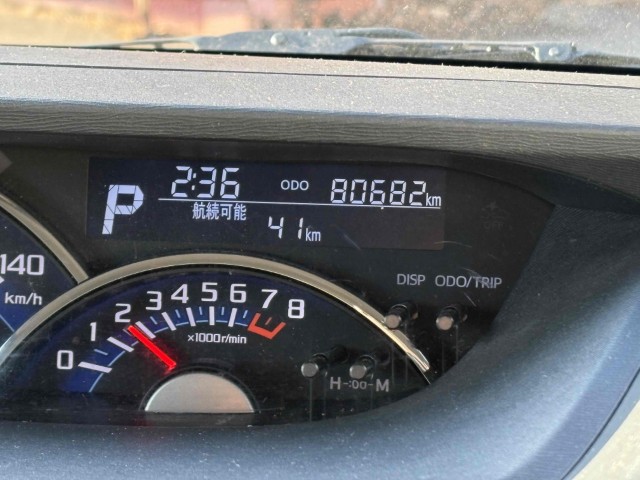 P 2:36 ODO 80682km
航続可能 41km
DISP ODO/TRIP
140
km/h
0 1 2 3 4 5 6 7 8
×1000r/min
H-:00-M